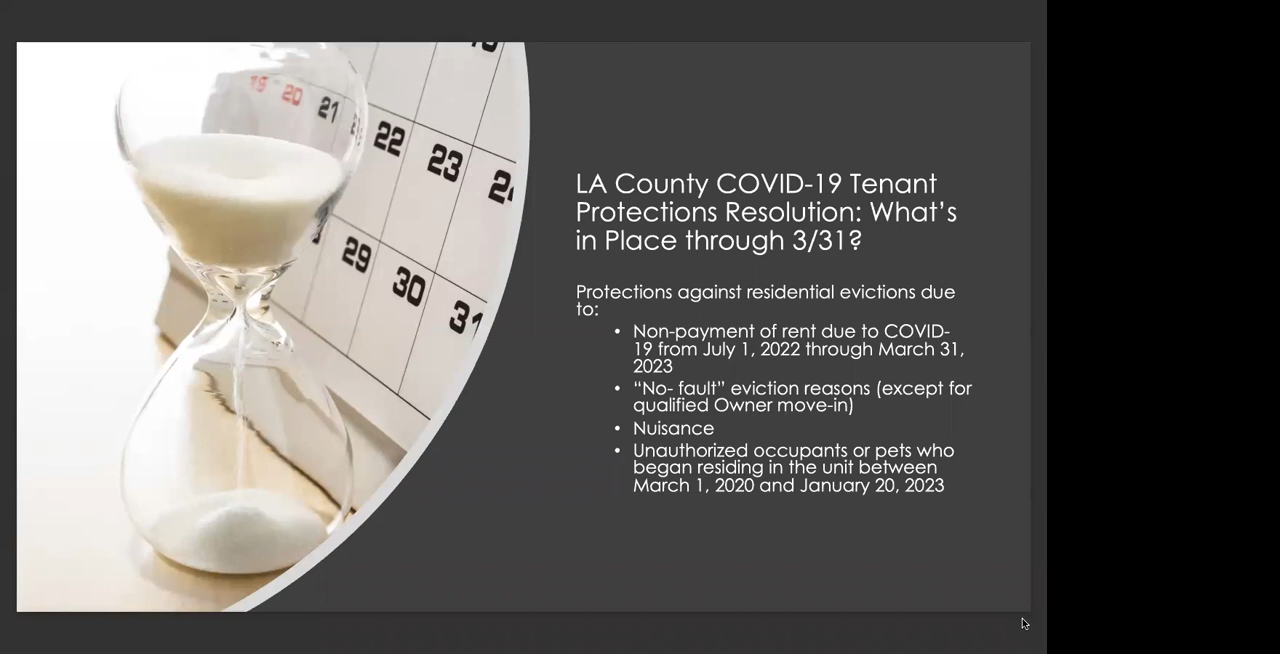 19 20 21
22 23
29 30 31
LA County COVID-19 Tenant
Protections Resolution: What’s
in Place through 3/31?
Protections against residential evictions due
to:
• Non-payment of rent due to COVID-
19 from July 1, 2022 through March 31,
2023
• “No- fault” eviction reasons (except for
qualified Owner move-in)
• Nuisance
• Unauthorized occupants or pets who
began residing in the unit between
March 1, 2020 and January 20, 2023